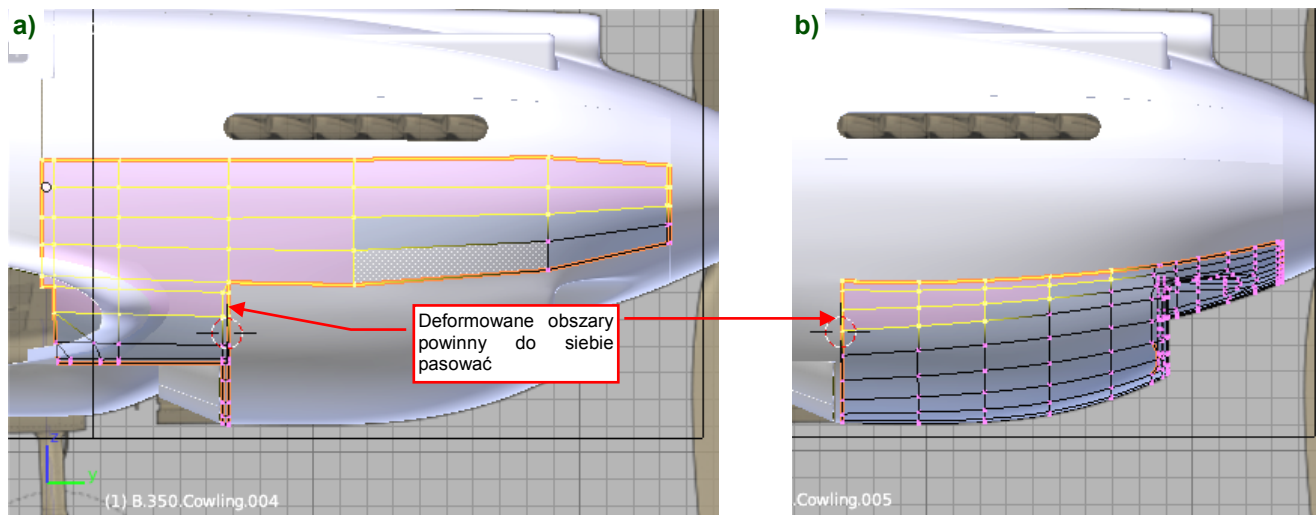 a)
b)
Deformowane obszary
powinny do siebie
pasować
z
y
(1) B.350.Cowling.004
.Cowling.005